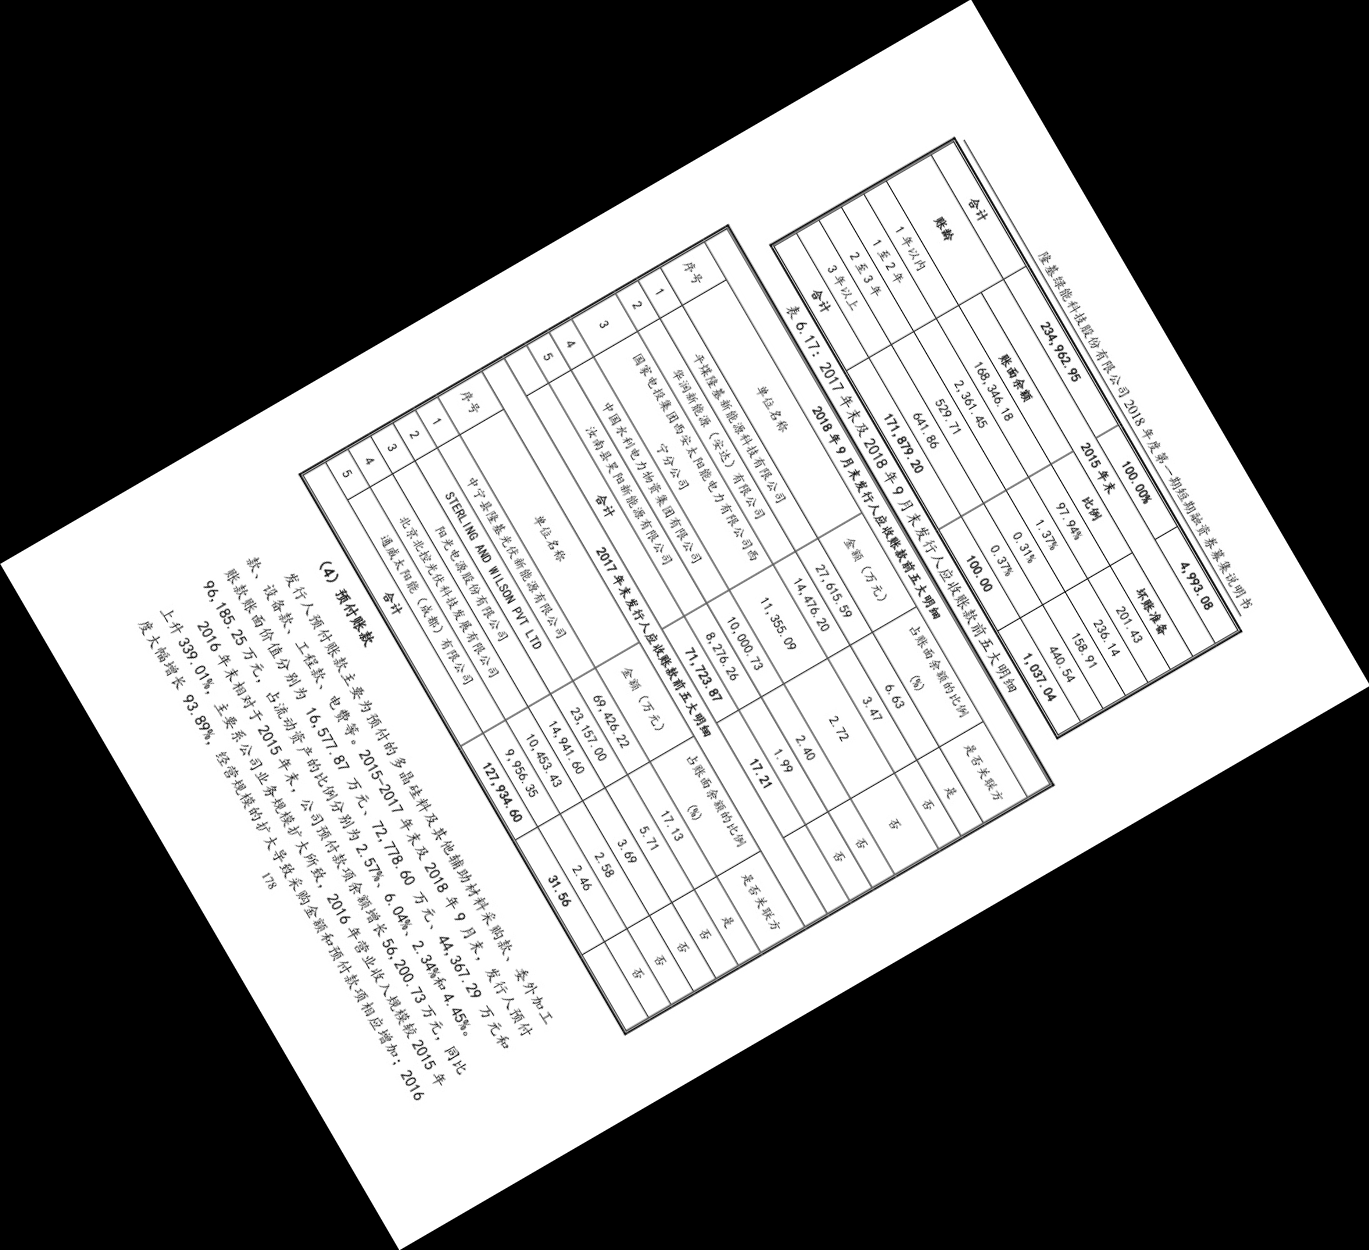 隆基绿能科技股份有限公司 2018 年度第一期短期融资券募集说明书
合计 234,962.95 100.00% 4,993.08
账龄 2015 年末
账面余额 比例 坏账准备
1 年以内 168,346.18 97.94% 201.43
1 至 2 年 2,361.45 1.37% 236.14
2 至 3 年 529.71 0.31% 158.91
3 年以上 641.86 0.37% 440.54
合计 171,879.20 100.00 1,037.04
表 6.17：2017 年末及 2018 年 9 月末发行人应收账款前五大明细
2018 年 9 月末发行人应收账款前五大明细
序号 单位名称 金额（万元） 占账面余额的比例（%） 是否关联方
1 平煤隆基新能源科技有限公司 27,615.59 6.63 是
2 华润新能源（安达）有限公司 14,476.20 3.47 否
3 国家电投集团西安太阳能电力有限公司西宁分公司 11,355.09 2.72 否
4 中国水利电力物资集团有限公司 10,000.73 2.40 否
5 汝南县昊阳新能源有限公司 8,276.26 1.99 否
合计 71,723.87 17.21
2017 年末发行人应收账款前五大明细
序号 单位名称 金额（万元） 占账面余额的比例（%） 是否关联方
1 中宁县隆基光伏新能源有限公司 69,426.22 17.13 是
2 STERLING AND WILSON PVT LTD 23,157.00 5.71 否
3 阳光电源股份有限公司 14,941.60 3.69 否
4 北京北控光伏科技发展有限公司 10,453.43 2.58 否
5 通威太阳能（成都）有限公司 9,956.35 2.46 否
合计 127,934.60 31.56
（4）预付账款
发行人预付账款主要为预付的多晶硅料及其他辅助材料采购款、委外加工
款、设备款、工程款、电费等。2015-2017 年末及 2018 年 9 月末，发行人预付
账款账面价值分别为 16,577.87 万元、72,778.60 万元、44,367.29 万元和
96,185.25 万元，占流动资产的比例分别为 2.57%、6.04%、2.34%和 4.45%。
2016 年末相对于 2015 年末，公司预付款项余额增长 56,200.73 万元，同比
上升 339.01%，主要系公司业务规模扩大所致，2016 年营业收入规模较 2015 年
度大幅增长 93.89%，经营规模的扩大导致采购金额和预付款项相应增加；2016
178